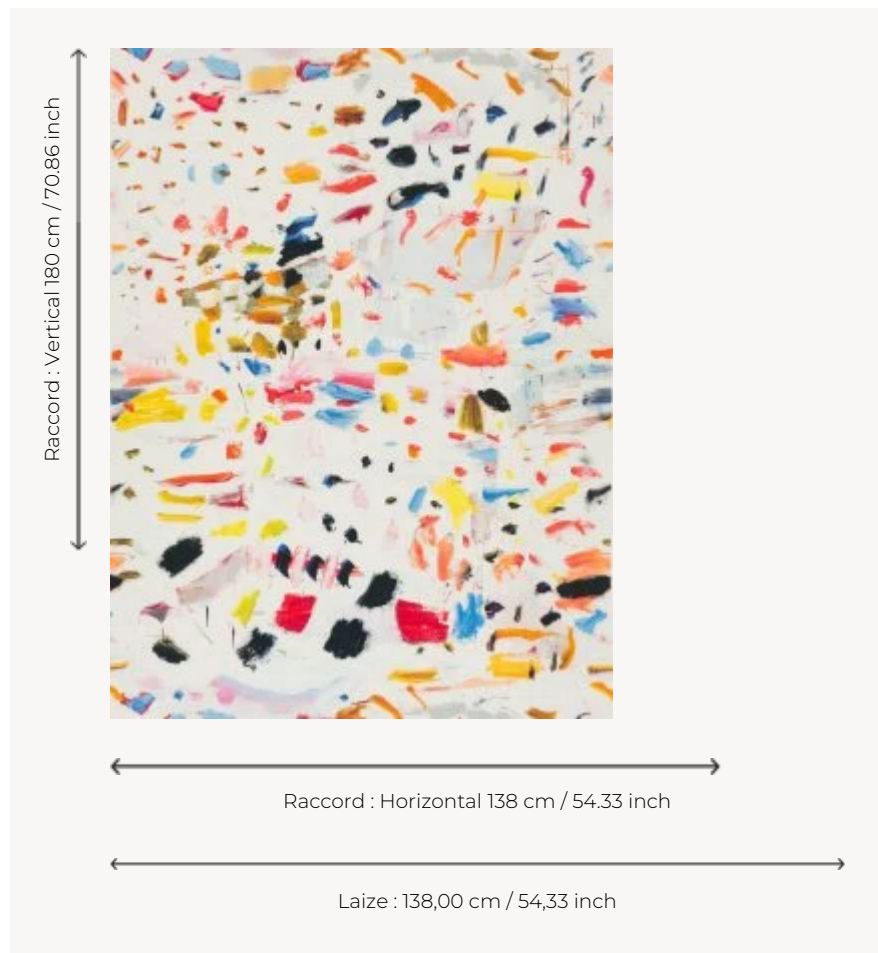 Raccord : Vertical 180 cm / 70.86 inch
Raccord : Horizontal 138 cm / 54.33 inch
Laize : 138,00 cm / 54,33 inch